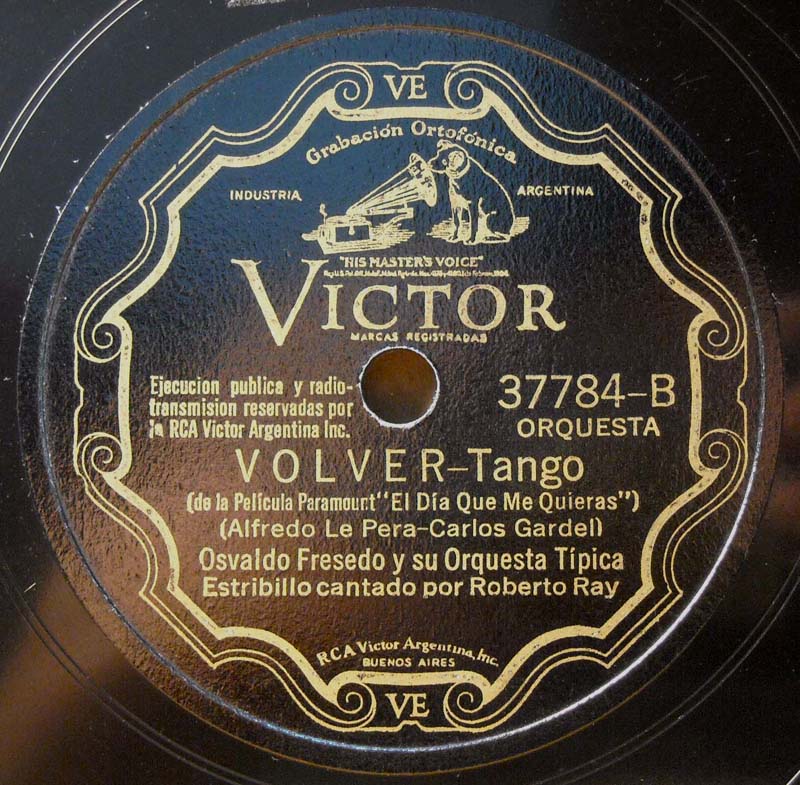 VE
Grabación Ortofónica
INDUSTRIA ARGENTINA
"HIS MASTER'S VOICE"
VICTOR
MARCAS REGISTRADAS
Ejecucion publica y radio-
transmision reservadas por
la RCA Victor Argentina Inc.
37784-B
ORQUESTA
VOLVER-Tango
(de la Película Paramount "El Día Que Me Quieras")
(Alfredo Le Pera-Carlos Gardel)
Osvaldo Fresedo y su Orquesta Típica
Estribillo cantado por Roberto Ray
RCA Victor Argentina, Inc.
BUENOS AIRES
VE